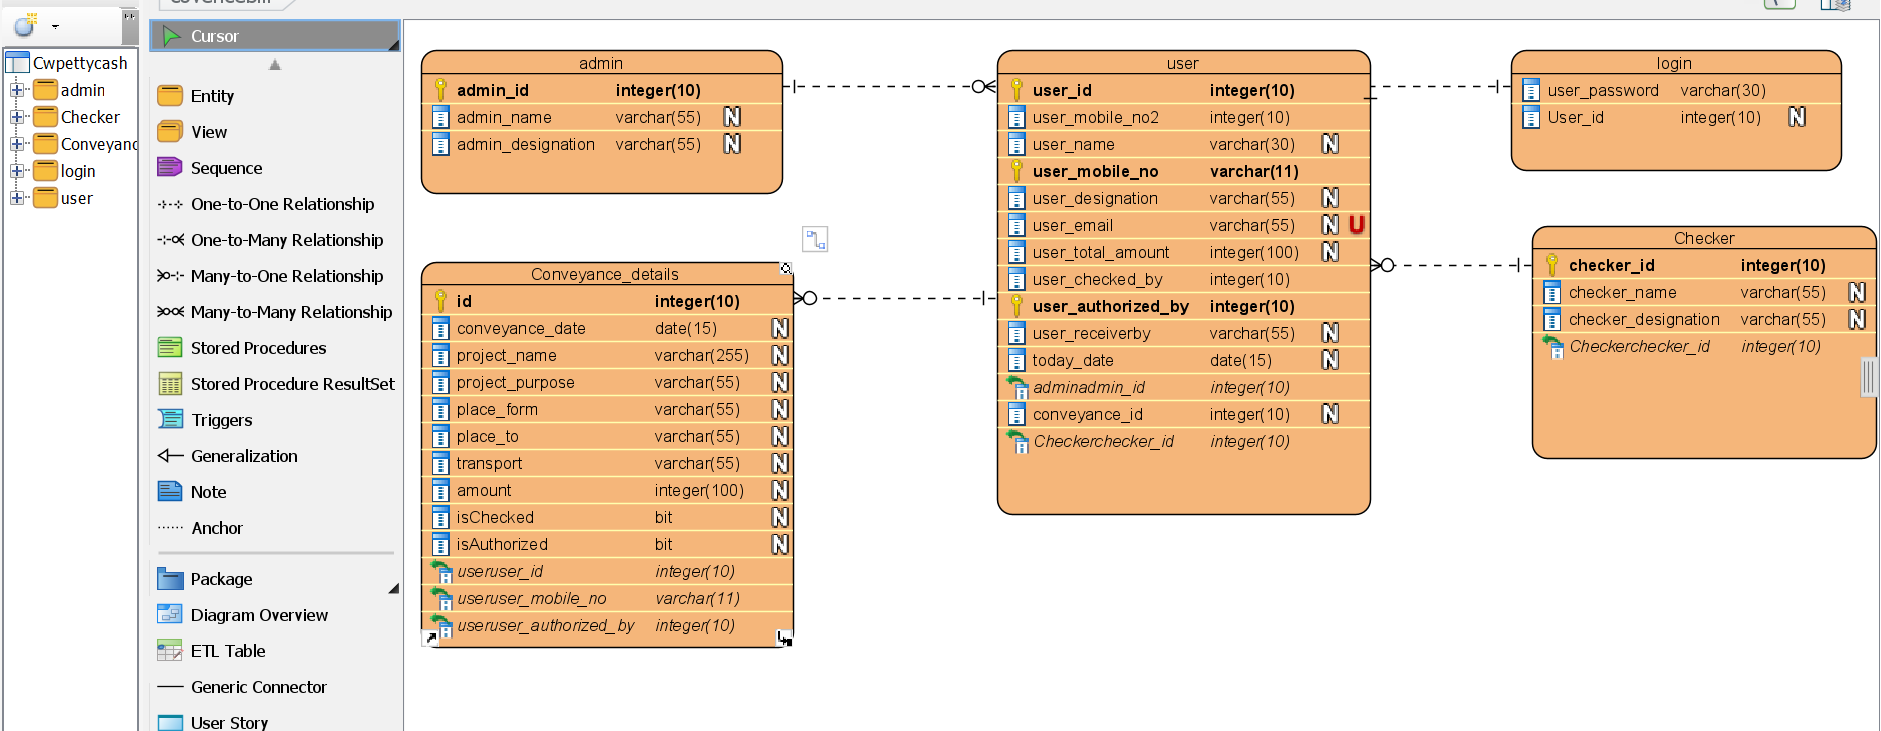 Cwpettycash
admin
Checker
Conveyanc
login
user
Cursor
Entity
View
Sequence
One-to-One Relationship
One-to-Many Relationship
Many-to-One Relationship
Many-to-Many Relationship
Stored Procedures
Stored Procedure ResultSet
Triggers
Generalization
Note
Anchor
Package
Diagram Overview
ETL Table
Generic Connector
User Story
admin
admin_id integer(10)
admin_name varchar(55) N
admin_designation varchar(55) N
Conveyance_details
id integer(10)
conveyance_date date(15) N
project_name varchar(255) N
project_purpose varchar(55) N
place_form varchar(55) N
place_to varchar(55) N
transport varchar(55) N
amount integer(100) N
isChecked bit N
isAuthorized bit N
useruser_id integer(10)
useruser_mobile_no varchar(11)
useruser_authorized_by integer(10)
user
user_id integer(10)
user_mobile_no2 integer(10)
user_name varchar(30) N
user_mobile_no varchar(11)
user_designation varchar(55) N
user_email varchar(55) N U
user_total_amount integer(100) N
user_checked_by integer(10)
user_authorized_by integer(10)
user_receiverby varchar(55) N
today_date date(15) N
adminadmin_id integer(10)
conveyance_id integer(10) N
Checkerchecker_id integer(10)
login
user_password varchar(30)
User_id integer(10) N
Checker
checker_id integer(10)
checker_name varchar(55) N
checker_designation varchar(55) N
Checkerchecker_id integer(10)